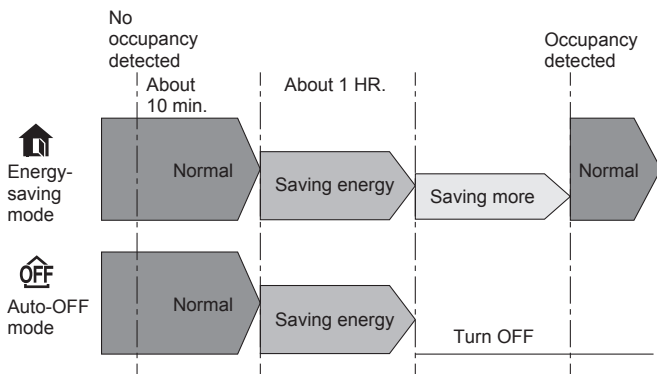 No
occupancy
detected
Occupancy
detected
About
10 min.
About 1 HR.
Energy-
saving
mode
Normal
Saving energy
Saving more
Normal
OFF
Auto-OFF
mode
Normal
Saving energy
Turn OFF